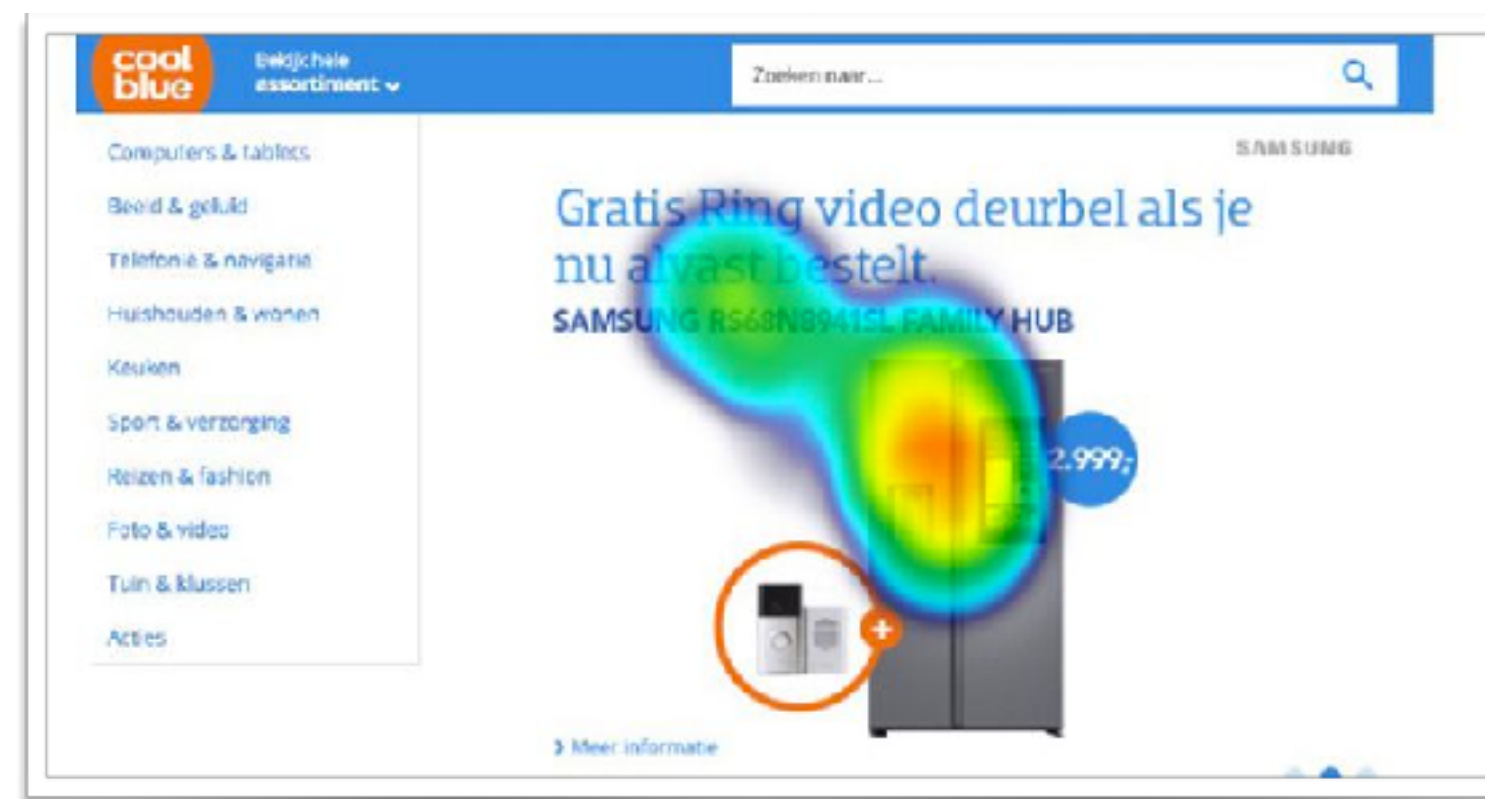 cool
blue
Bekijk hele
assortiment
Zoeken naar...
Computers & tablets
Beeld & geluid
Telefonie & navigatie
Huishouden & wonen
Keuken
Sport & verzorging
Reizen & fashion
Foto & video
Tuin & klussen
Acties
SAMSUNG
Gratis Ring video deurbel als je
nu alvast bestelt.
SAMSUNG RS68N8941SL FAMILY HUB
2.999,-
+
Meer informatie